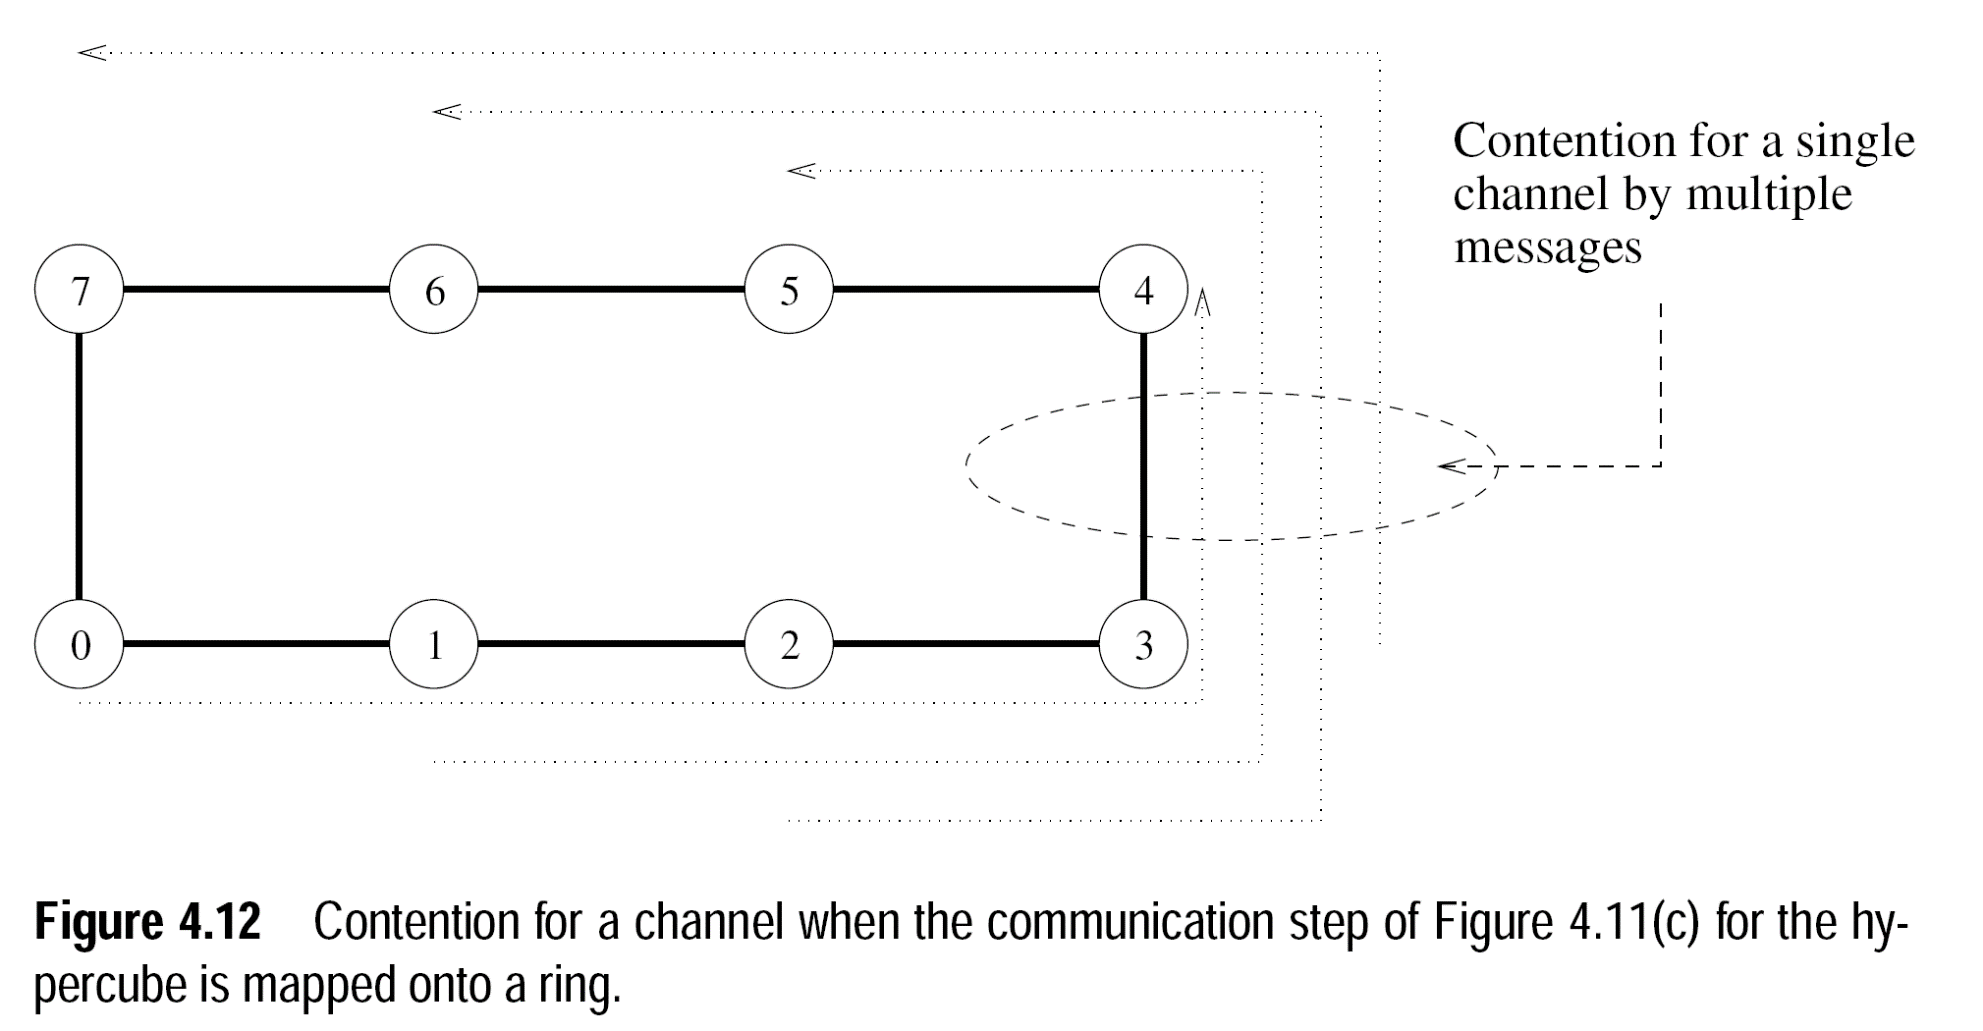 Contention for a single
channel by multiple
messages
7 6 5 4
0 1 2 3
Figure 4.12 Contention for a channel when the communication step of Figure 4.11(c) for the hy-
percube is mapped onto a ring.